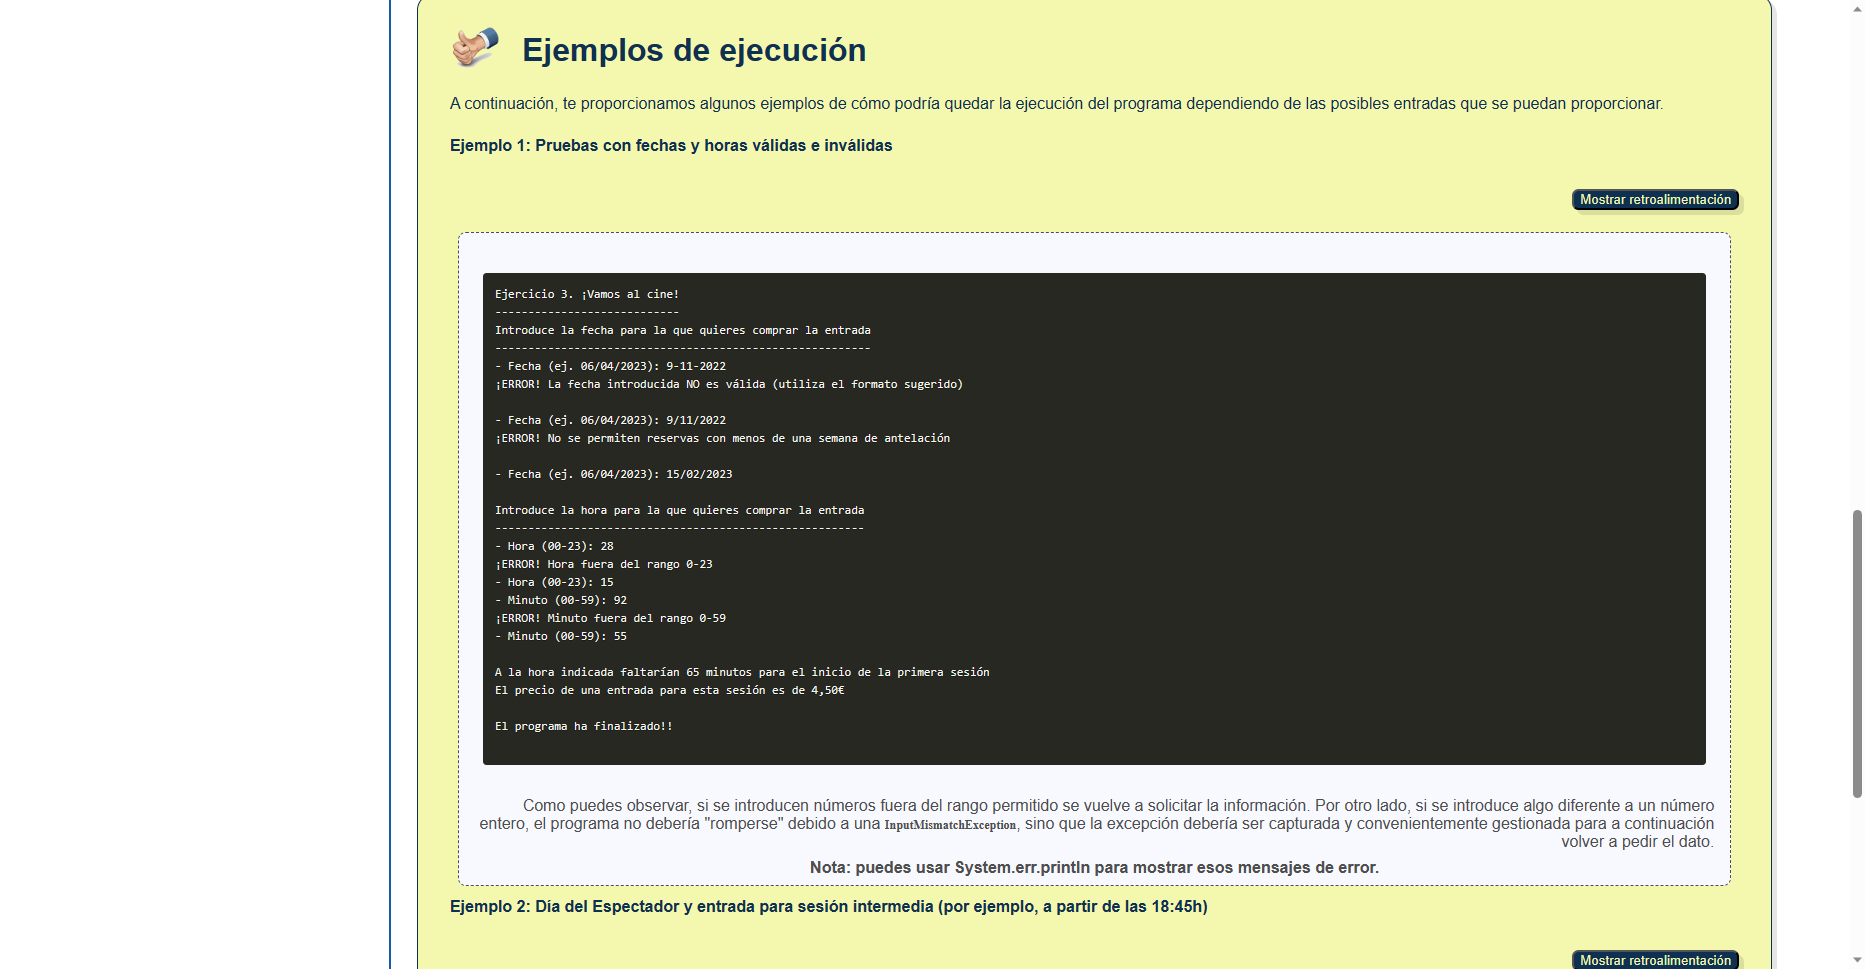 Ejemplos de ejecución
A continuación, te proporcionamos algunos ejemplos de cómo podría quedar la ejecución del programa dependiendo de las posibles entradas que se puedan proporcionar.
Ejemplo 1: Pruebas con fechas y horas válidas e inválidas
Mostrar retroalimentación
Ejercicio 3. ¡Vamos al cine!
----------------------------
Introduce la fecha para la que quieres comprar la entrada
---------------------------------------------------------
- Fecha (ej. 06/04/2023): 9-11-2022
¡ERROR! La fecha introducida NO es válida (utiliza el formato sugerido)
- Fecha (ej. 06/04/2023): 9/11/2022
¡ERROR! No se permiten reservas con menos de una semana de antelación
- Fecha (ej. 06/04/2023): 15/02/2023
Introduce la hora para la que quieres comprar la entrada
--------------------------------------------------------
- Hora (00-23): 28
¡ERROR! Hora fuera del rango 0-23
- Hora (00-23): 15
- Minuto (00-59): 92
¡ERROR! Minuto fuera del rango 0-59
- Minuto (00-59): 55
A la hora indicada faltarían 65 minutos para el inicio de la primera sesión
El precio de una entrada para esta sesión es de 4,50€
El programa ha finalizado!!
Como puedes observar, si se introducen números fuera del rango permitido se vuelve a solicitar la información. Por otro lado, si se introduce algo diferente a un número
entero, el programa no debería "romperse" debido a una InputMismatchException, sino que la excepción debería ser capturada y convenientemente gestionada para a continuación
volver a pedir el dato.
Nota: puedes usar System.err.println para mostrar esos mensajes de error.
Ejemplo 2: Día del Espectador y entrada para sesión intermedia (por ejemplo, a partir de las 18:45h)
Mostrar retroalimentación